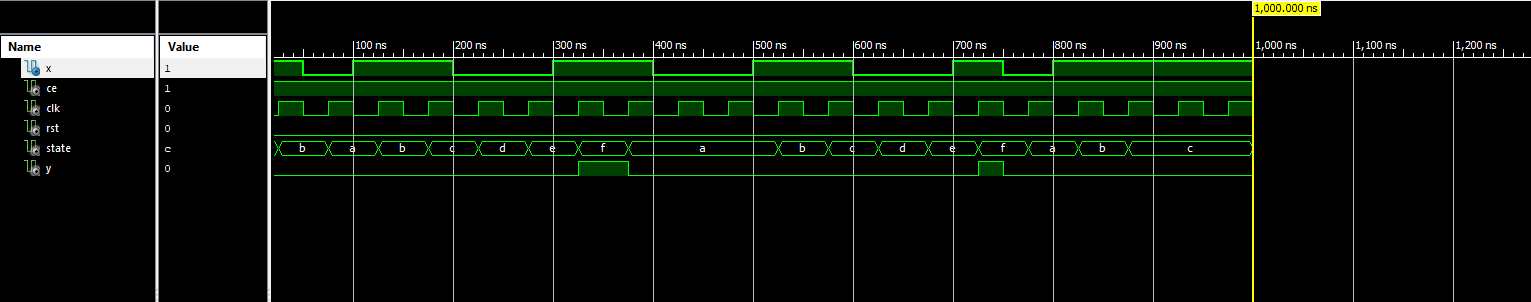 1,000.000 ns
Name Value
100 ns 200 ns 300 ns 400 ns 500 ns 600 ns 700 ns 800 ns 900 ns 1,000 ns 1,100 ns 1,200 ns
x 1
ce 1
clk 0
rst 0
state c b a b c d e f a b c d e f a b c
y 0